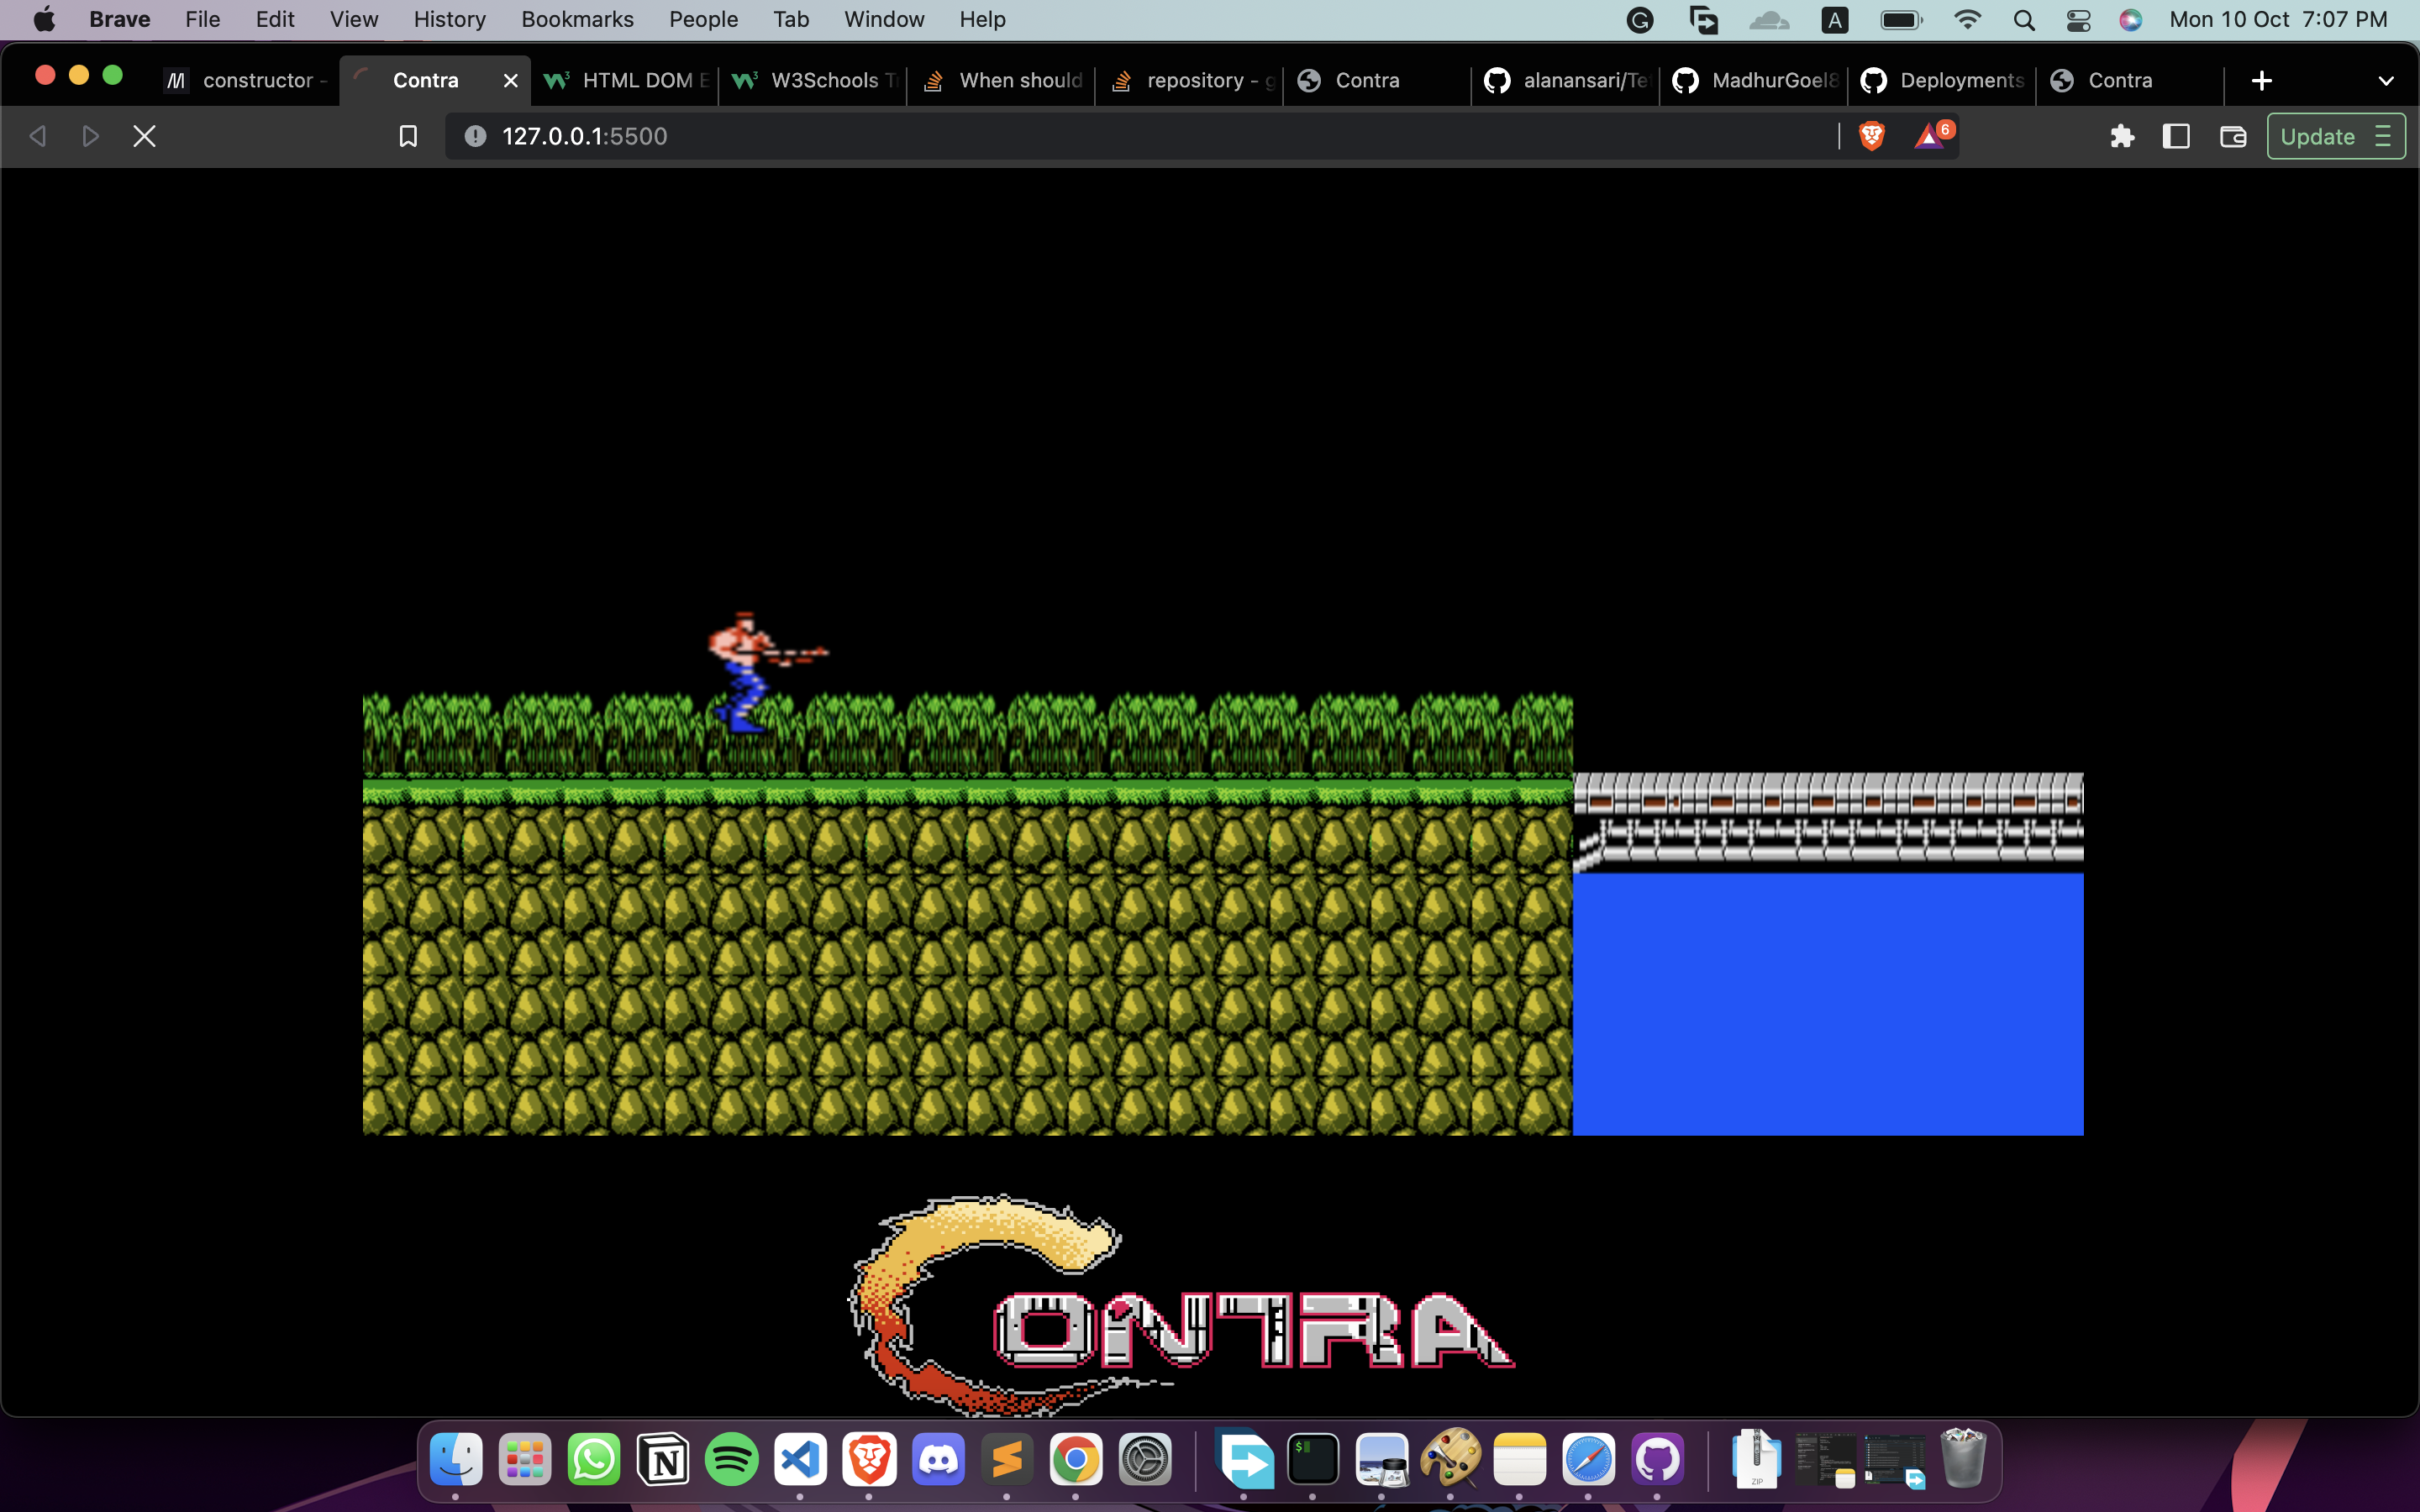 Brave File Edit View History Bookmarks People Tab Window Help A Mon 10 Oct 7:07 PM
constructor - Contra HTML DOM E W3Schools T When should repository - g Contra alanansari/Te MadhurGoel8 Deployments Contra
127.0.0.1:5500 6 Update
CONTRA
ZIP